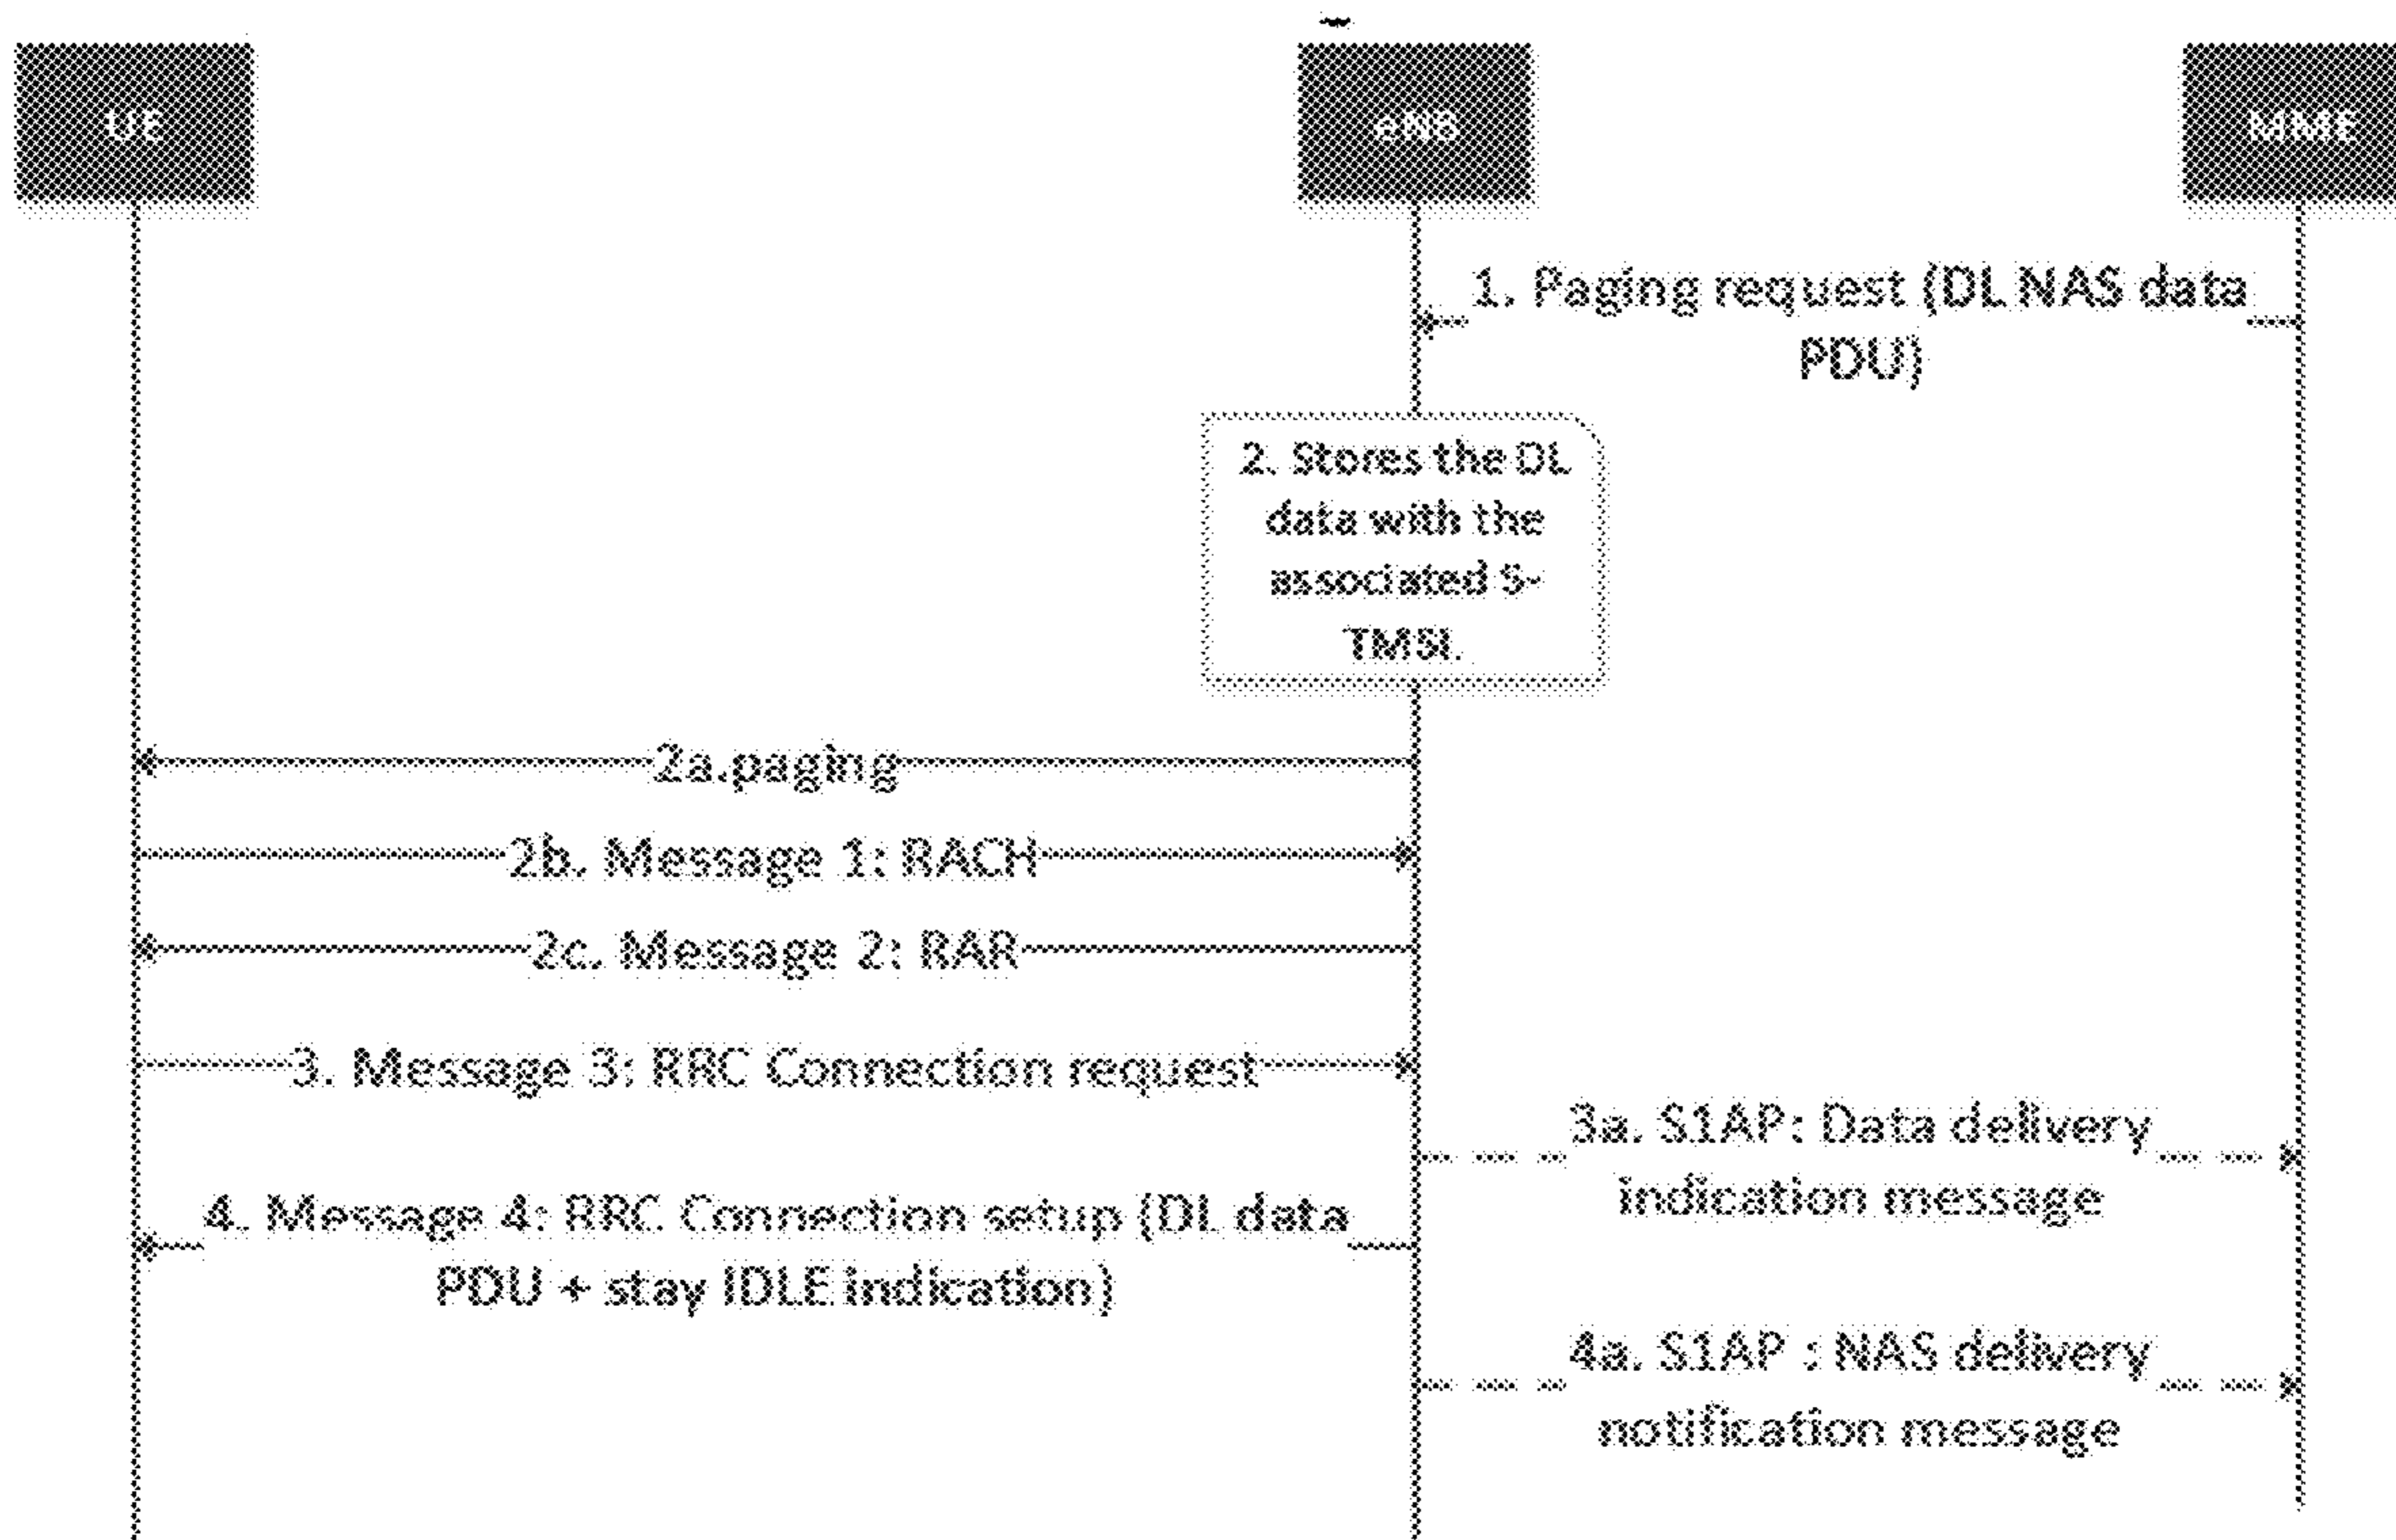 UE
eNB
MME
1. Paging request (DL NAS data
PDU)
2. Stores the DL
data with the
associated S-
TMSI.
2a.paging
2b. Message 1: RACH
2c. Message 2: RAR
3. Message 3: RRC Connection request
3a. S1AP: Data delivery
indication message
4. Message 4: RRC Connection setup (DL data
PDU + stay IDLE indication)
4a. S1AP : NAS delivery
notification message